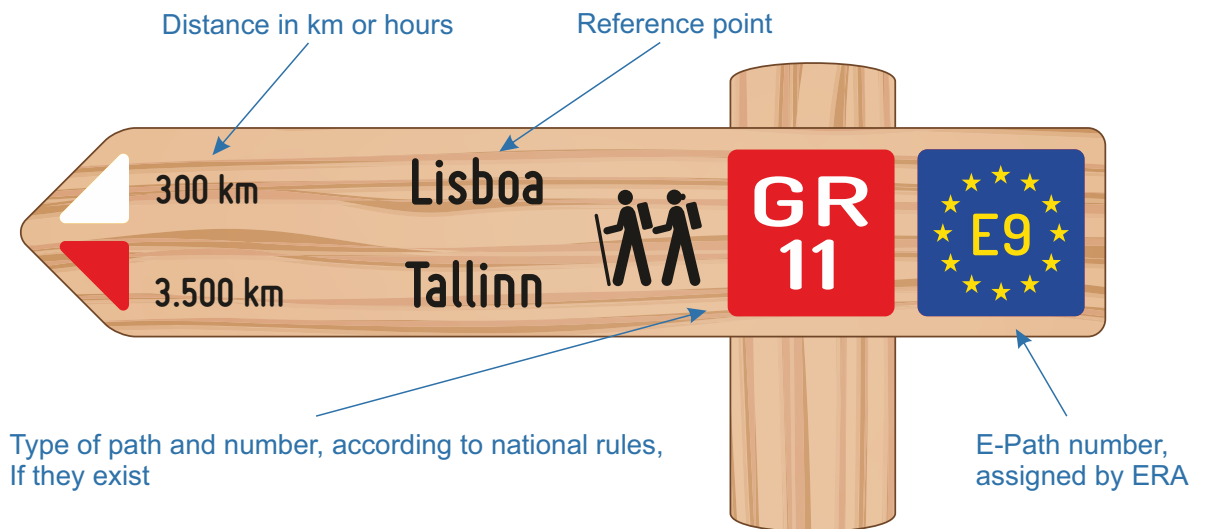 Distance in km or hours
Reference point
300 km
Lisboa
3.500 km
Tallinn
GR
11
E9
Type of path and number, according to national rules,
If they exist
E-Path number,
assigned by ERA